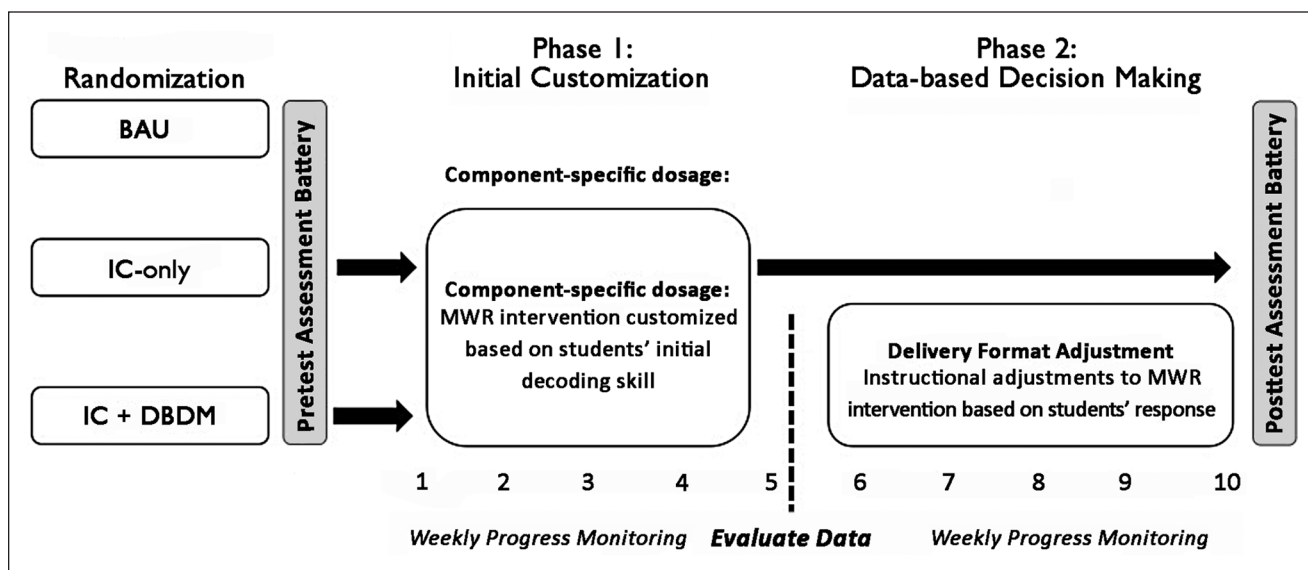 Randomization
BAU
IC-only
IC + DBDM
Pretest Assessment Battery
Phase 1:
Initial Customization
Component-specific dosage:
Component-specific dosage:
MWR intervention customized
based on students’ initial
decoding skill
Phase 2:
Data-based Decision Making
Delivery Format Adjustment
Instructional adjustments to MWR
intervention based on students’ response
Posttest Assessment Battery
1 2 3 4 5 6 7 8 9 10
Weekly Progress Monitoring Evaluate Data Weekly Progress Monitoring